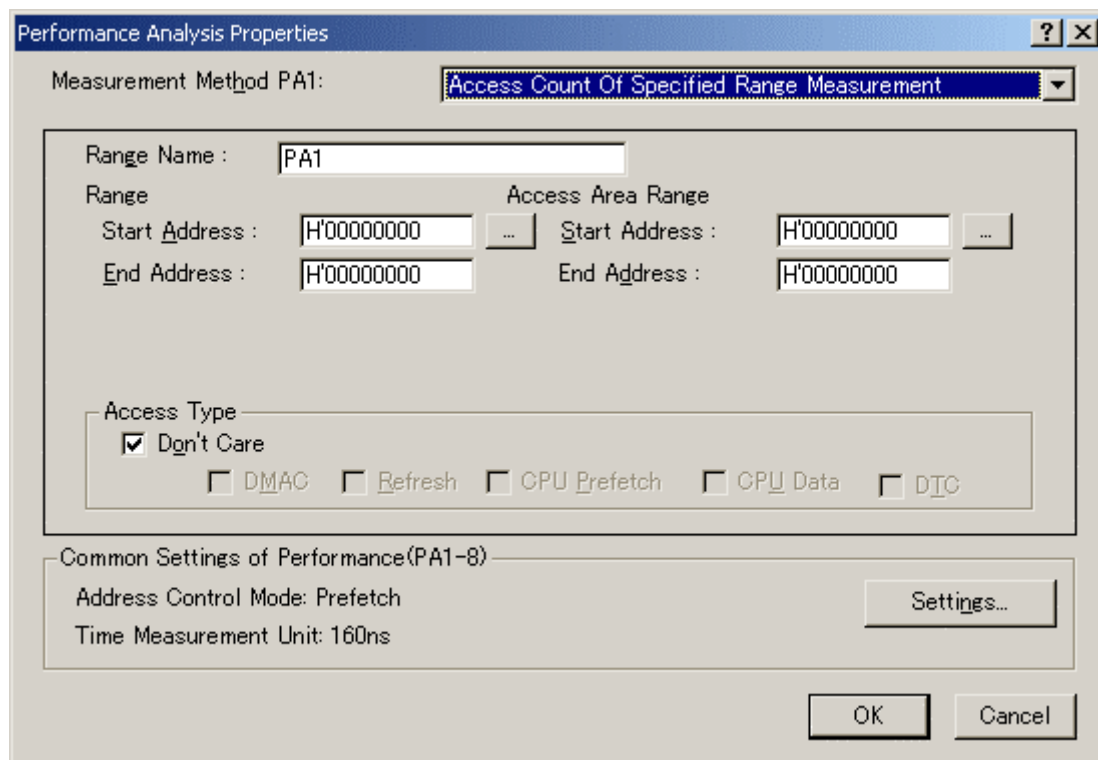 Performance Analysis Properties
Measurement Method PA1: Access Count Of Specified Range Measurement
Range Name : PA1
Range Access Area Range
Start Address : H'00000000 ... Start Address : H'00000000 ...
End Address : H'00000000 End Address : H'00000000
Access Type
Don't Care
DMAC Refresh CPU Prefetch CPU Data DTC
Common Settings of Performance(PA1-8)
Address Control Mode: Prefetch
Settings...
Time Measurement Unit: 160ns
OK Cancel